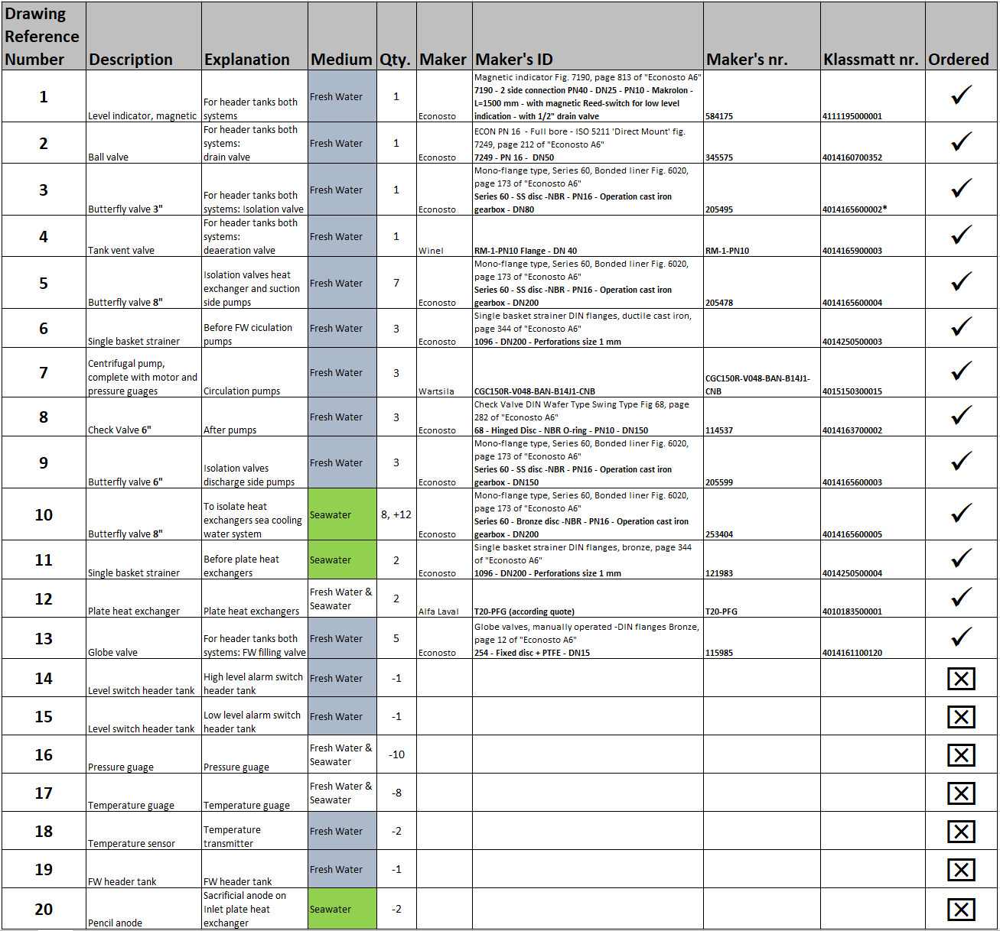 Drawing Reference Number | Description | Explanation | Medium | Qty. | Maker | Maker's ID | Maker's nr. | Klassmatt nr. | Ordered
1 | Level indicator, magnetic | For header tanks both systems | Fresh Water | 1 | Econosto | Magnetic indicator Fig. 7190, page 813 of "Econosto A6" 7190 - 2 side connection PN40 - DN25 - PN10 - Makrolon - L=1500 mm - with magnetic Reed-switch for low level indication - with 1/2" drain valve | 584175 | 4111195000001 | ✓
2 | Ball valve | For header tanks both systems: drain valve | Fresh Water | 1 | Econosto | ECON PN 16 - Full bore - ISO 5211 'Direct Mount' fig. 7249, page 212 of "Econosto A6" 7249 - PN 16 - DN50 | 345575 | 4014160700352 | ✓
3 | Butterfly valve 3" | For header tanks both systems: Isolation valve | Fresh Water | 1 | Econosto | Mono-flange type, Series 60, Bonded liner Fig. 6020, page 173 of "Econosto A6" Series 60 - SS disc -NBR - PN16 - Operation cast iron gearbox - DN80 | 205495 | 4014165600002* | ✓
4 | Tank vent valve | For header tanks both systems: deaeration valve | Fresh Water | 1 | Winel | RM-1-PN10 Flange - DN 40 | RM-1-PN10 | 4014165900003 | ✓
5 | Butterfly valve 8" | Isolation valves heat exchanger and suction side pumps | Fresh Water | 7 | Econosto | Mono-flange type, Series 60, Bonded liner Fig. 6020, page 173 of "Econosto A6" Series 60 - SS disc -NBR - PN16 - Operation cast iron gearbox - DN200 | 205478 | 4014165600004 | ✓
6 | Single basket strainer | Before FW ciculation pumps | Fresh Water | 3 | Econosto | Single basket strainer DIN flanges, ductile cast iron, page 344 of "Econosto A6" 1096 - DN200 - Perforations size 1 mm | | 4014250500003 | ✓
7 | Centrifugal pump, complete with motor and pressure guages | Circulation pumps | Fresh Water | 3 | Wartsila | CGC150R-V048-BAN-B14J1-CNB | CGC150R-V048-BAN-B14J1-CNB | 4015150300015 | ✓
8 | Check Valve 6" | After pumps | Fresh Water | 3 | Econosto | Check Valve DIN Wafer Type Swing Type Fig 68, page 282 of "Econosto A6" 68 - Hinged Disc - NBR O-ring - PN10 - DN150 | 114537 | 4014163700002 | ✓
9 | Butterfly valve 6" | Isolation valves discharge side pumps | Fresh Water | 3 | Econosto | Mono-flange type, Series 60, Bonded liner Fig. 6020, page 173 of "Econosto A6" Series 60 - SS disc -NBR - PN16 - Operation cast iron gearbox - DN150 | 205599 | 4014165600003 | ✓
10 | Butterfly valve 8" | To isolate heat exchangers sea cooling water system | Seawater | 8, +12 | Econosto | Mono-flange type, Series 60, Bonded liner Fig. 6020, page 173 of "Econosto A6" Series 60 - Bronze disc -NBR - PN16 - Operation cast iron gearbox - DN200 | 253404 | 4014165600005 | ✓
11 | Single basket strainer | Before plate heat exchangers | Seawater | 2 | Econosto | Single basket strainer DIN flanges, bronze, page 344 of "Econosto A6" 1096 - DN200 - Perforations size 1 mm | 121983 | 4014250500004 | ✓
12 | Plate heat exchanger | Plate heat exchangers | Fresh Water & Seawater | 2 | Alfa Laval | T20-PFG (according quote) | T20-PFG | 4010183500001 | ✓
13 | Globe valve | For header tanks both systems: FW filling valve | Fresh Water | 5 | Econosto | Globe valves, manually operated -DIN flanges Bronze, page 12 of "Econosto A6" 254 - Fixed disc + PTFE - DN15 | 115985 | 4014161100120 | ✓
14 | Level switch header tank | High level alarm switch header tank | Fresh Water | -1 | | | | | ☒
15 | Level switch header tank | Low level alarm switch header tank | Fresh Water | -1 | | | | | ☒
16 | Pressure guage | Pressure guage | Fresh Water & Seawater | -10 | | | | | ☒
17 | Temperature guage | Temperature guage | Fresh Water & Seawater | -8 | | | | | ☒
18 | Temperature sensor | Temperature transmitter | Fresh Water | -2 | | | | | ☒
19 | FW header tank | FW header tank | Fresh Water | -1 | | | | | ☒
20 | Pencil anode | Sacrificial anode on Inlet plate heat exchanger | Seawater | -2 | | | | | ☒